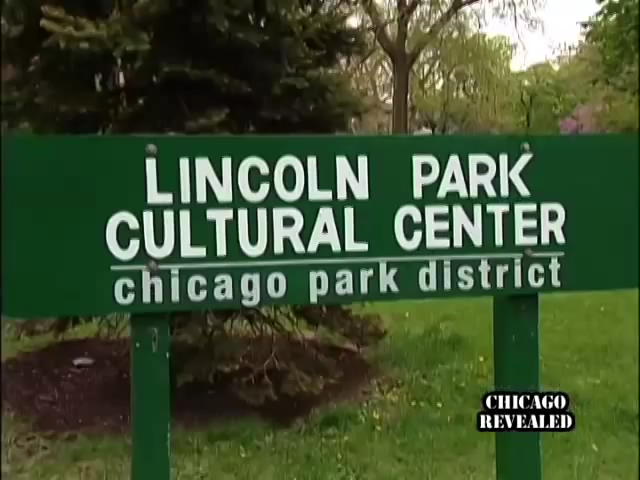 LINCOLN PARK
CULTURAL CENTER
chicago park district
CHICAGO
REVEALED